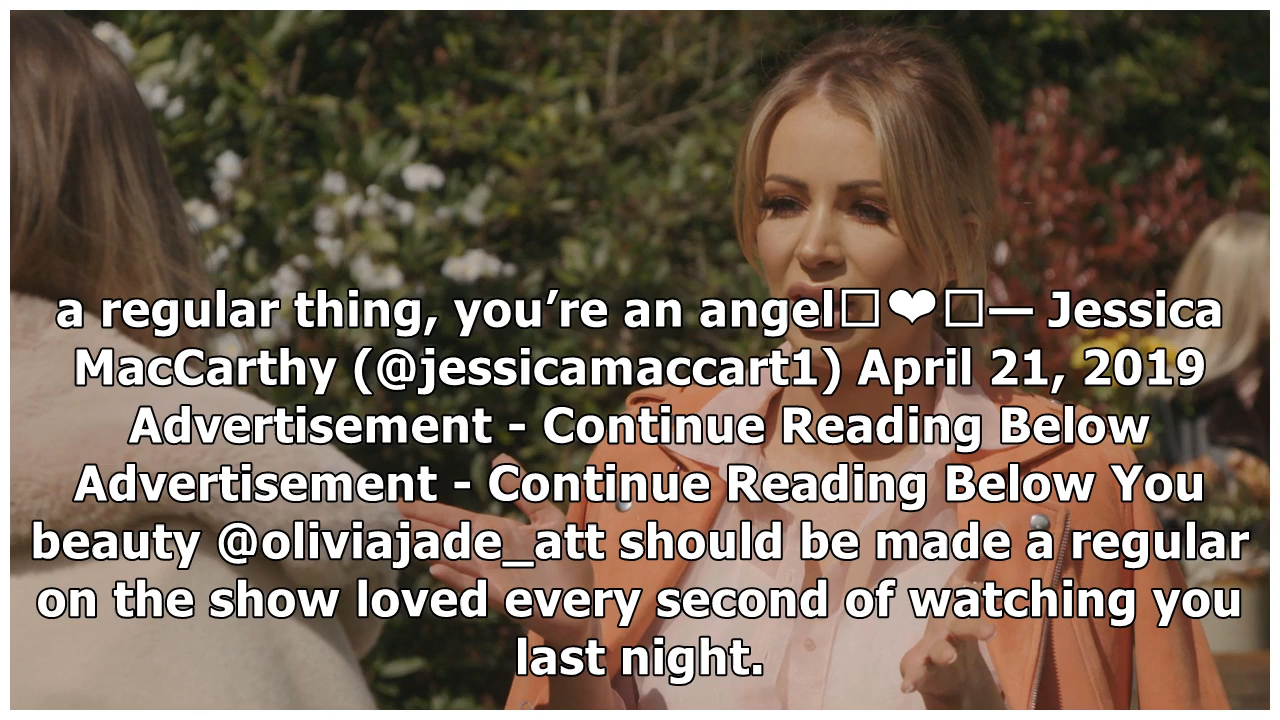 a regular thing, you’re an angel□❤□— Jessica
MacCarthy (@jessicamaccart1) April 21, 2019
Advertisement - Continue Reading Below
Advertisement - Continue Reading Below You
beauty @oliviajade_att should be made a regular
on the show loved every second of watching you
last night.